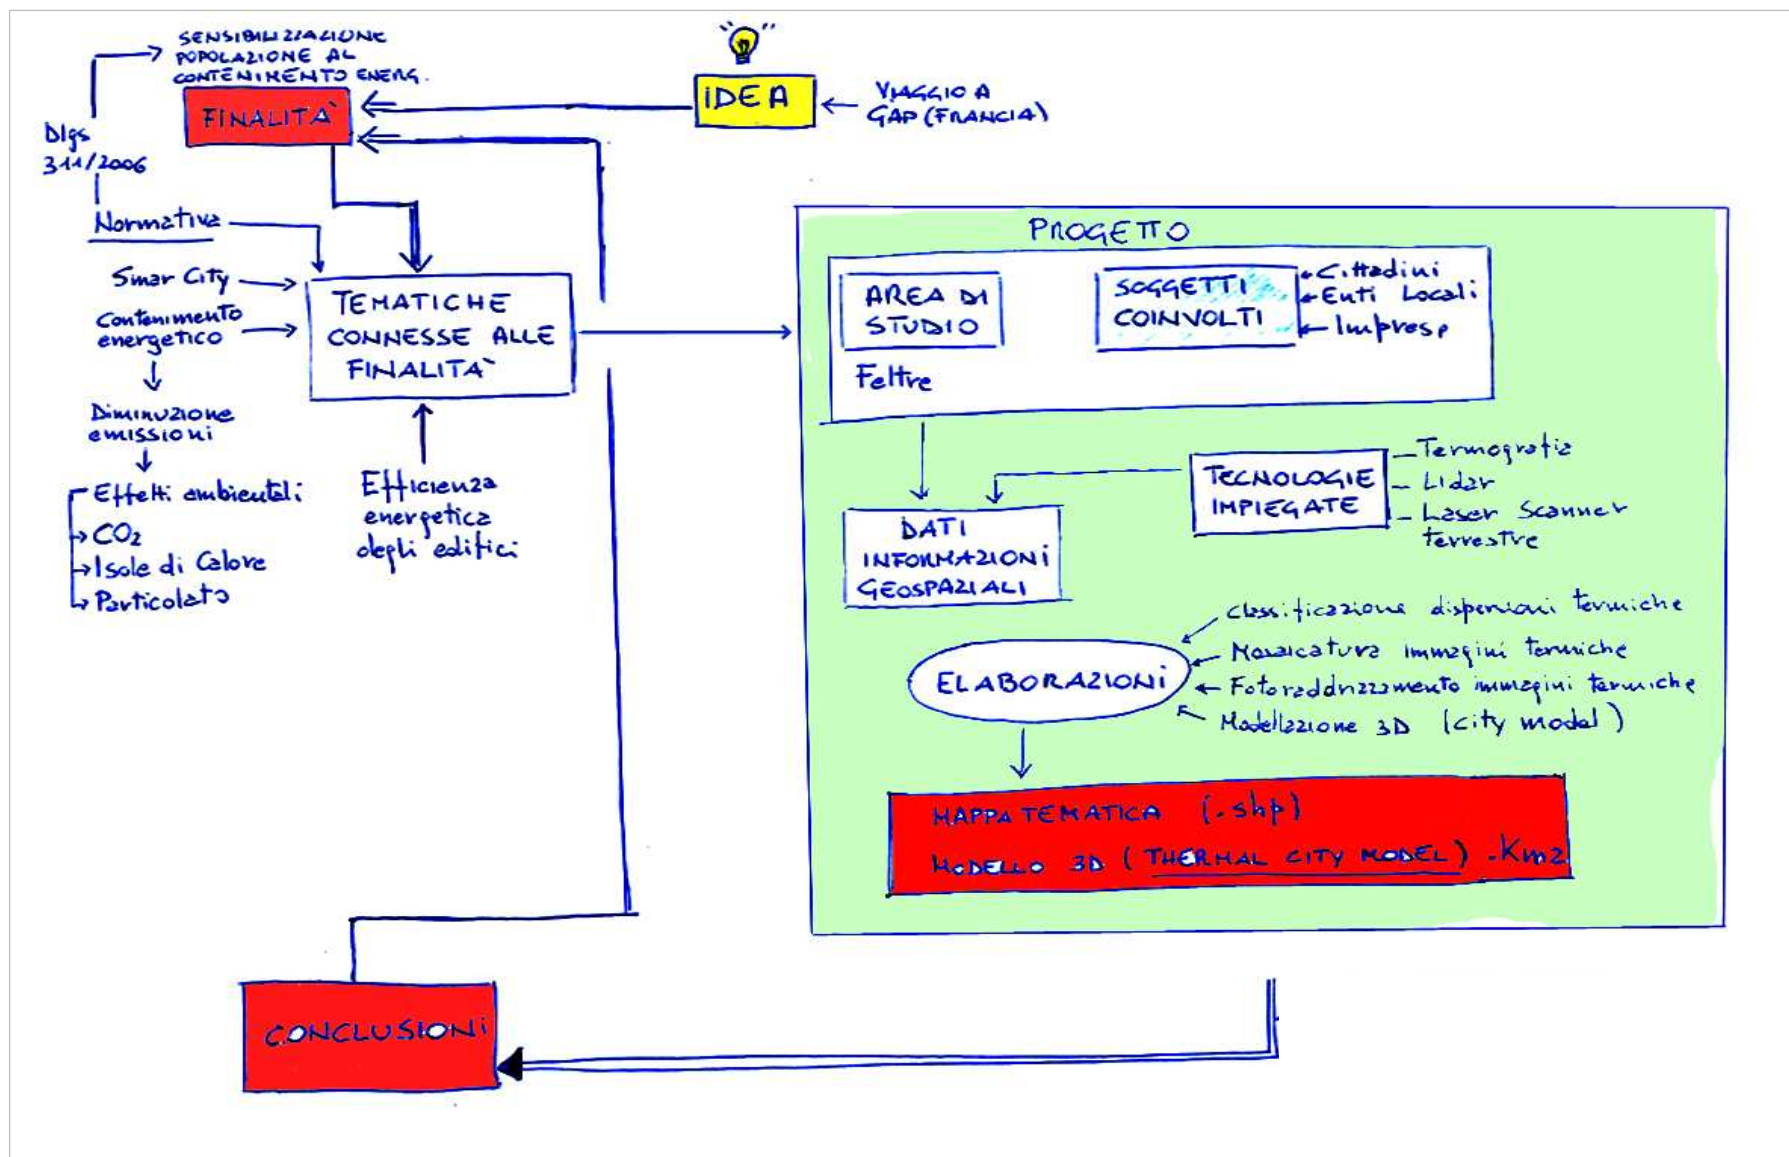 SENSIBILIZZAZIONE
POPOLAZIONE AL
CONTENIMENTO ENERG.
FINALITÀ
IDEA
VIAGGIO A
GAP (FRANCIA)
Dlgs
311/2006
Normativa
Smar City
Contenimento
energetico
Diminuzione
emissioni
Effetti ambientali
CO2
Isole di Calore
Particolato
TEMATICHE
CONNESSE ALLE
FINALITÀ
Efficienza
energetica
degli edifici
PROGETTO
AREA DI
STUDIO
Feltre
SOGGETTI
COINVOLTI
Cittadini
Enti Locali
Imprese
TECNOLOGIE
IMPIEGATE
Termografia
Lidar
Laser Scanner
terrestre
DATI
INFORMAZIONI
GEOSPAZIALI
ELABORAZIONI
Classificazione dispersioni termiche
Mosaicatura immagini termiche
Fotoraddrizzamento immagini termiche
Modellazione 3D (city model)
MAPPA TEMATICA (.shp)
MODELLO 3D (THERMAL CITY MODEL) .Kmz
CONCLUSIONI